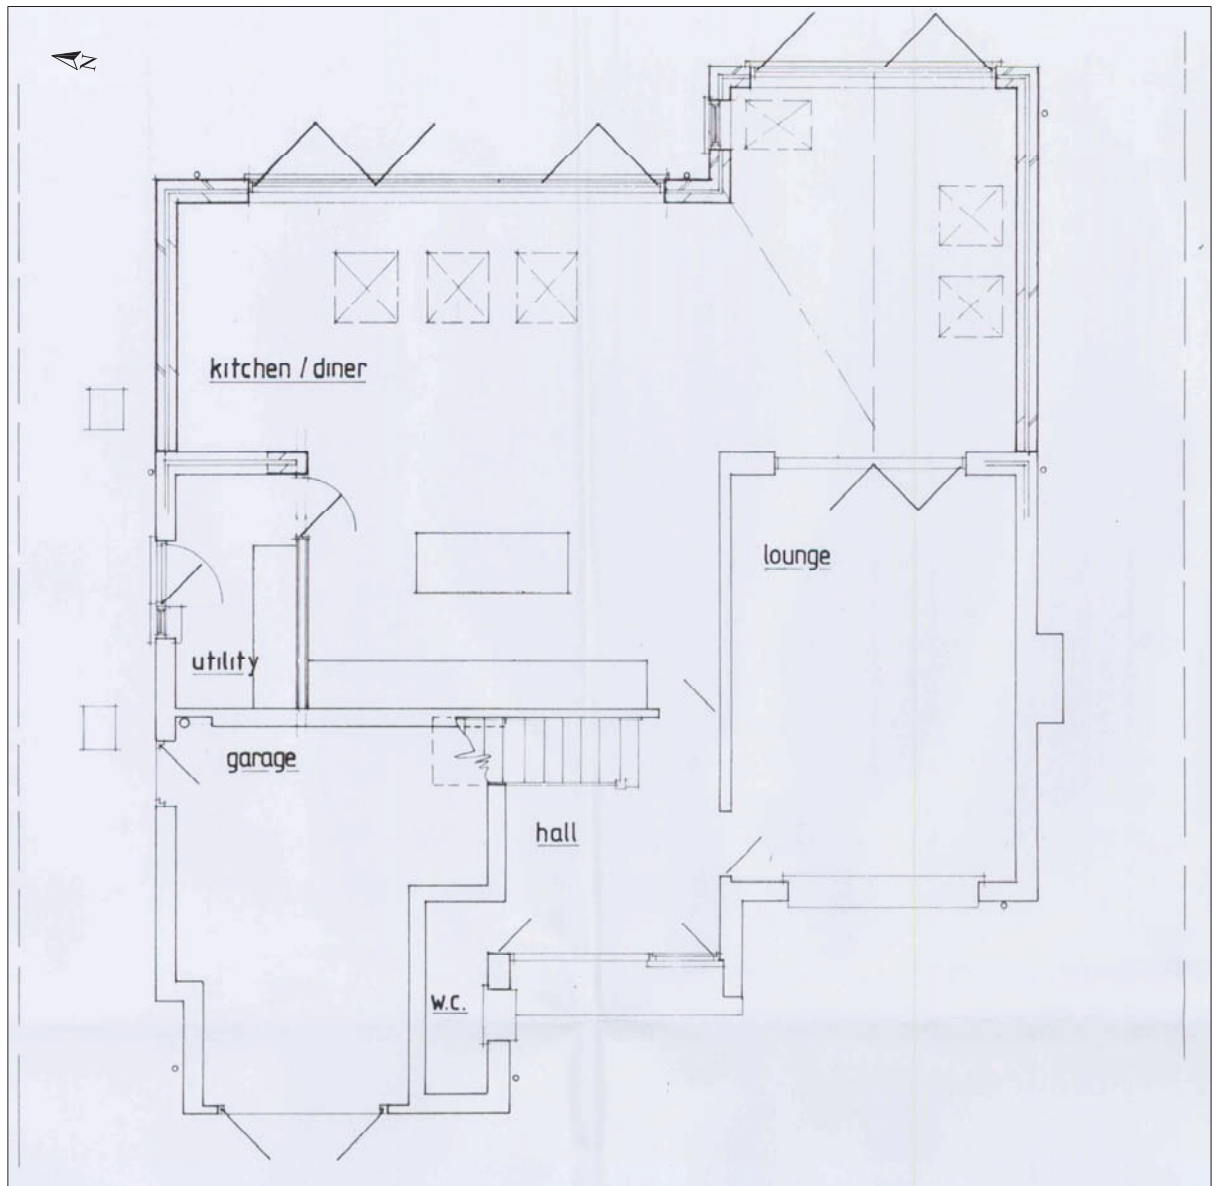 N
kitchen / diner
lounge
utility
garage
hall
W.C.